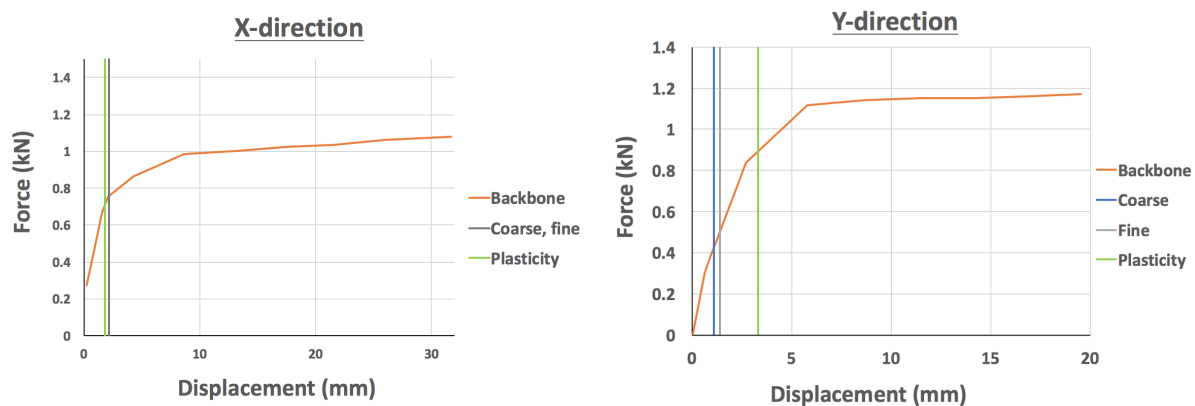 X-direction
Force (kN)
1.4
1.2
1
0.8
0.6
0.4
0.2
0
0
10
20
30
Displacement (mm)
Backbone
Coarse, fine
Plasticity
Y-direction
Force (kN)
1.4
1.2
1
0.8
0.6
0.4
0.2
0
0
5
10
15
20
Displacement (mm)
Backbone
Coarse
Fine
Plasticity